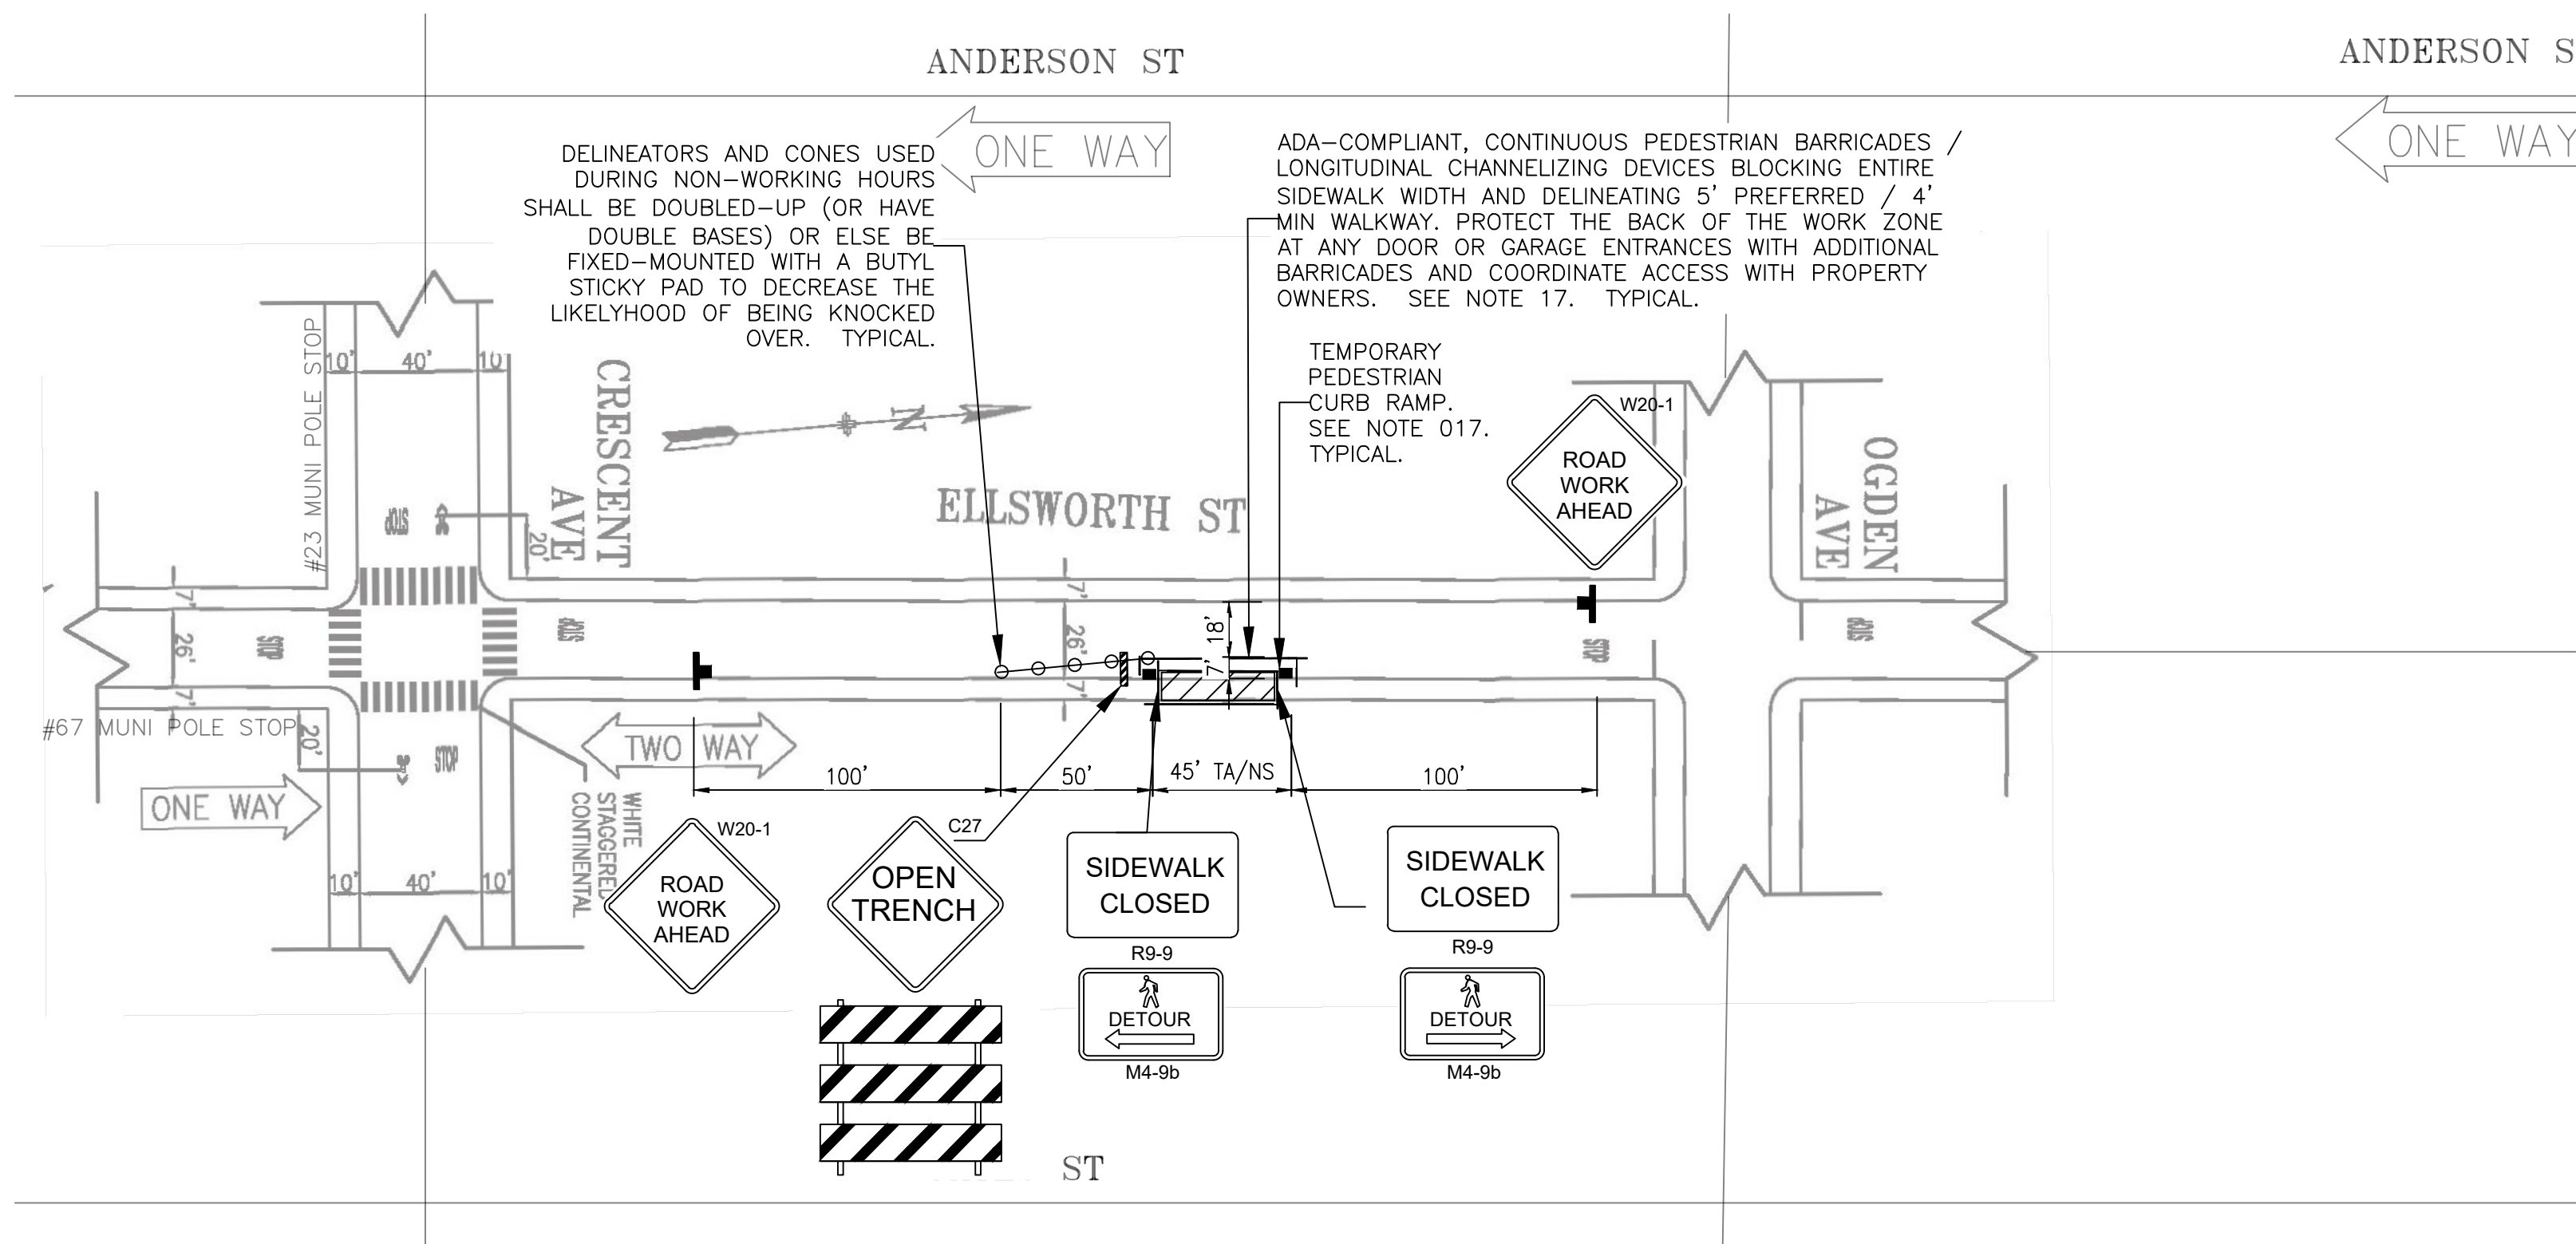 ANDERSON ST
ANDERSON S
ONE WAY
ONE WAY
DELINEATORS AND CONES USED
DURING NON-WORKING HOURS
SHALL BE DOUBLED-UP (OR HAVE
DOUBLE BASES) OR ELSE BE
FIXED-MOUNTED WITH A BUTYL
STICKY PAD TO DECREASE THE
LIKELYHOOD OF BEING KNOCKED
OVER. TYPICAL.
ADA-COMPLIANT, CONTINUOUS PEDESTRIAN BARRICADES /
LONGITUDINAL CHANNELIZING DEVICES BLOCKING ENTIRE
SIDEWALK WIDTH AND DELINEATING 5' PREFERRED / 4'
MIN WALKWAY. PROTECT THE BACK OF THE WORK ZONE
AT ANY DOOR OR GARAGE ENTRANCES WITH ADDITIONAL
BARRICADES AND COORDINATE ACCESS WITH PROPERTY
OWNERS. SEE NOTE 17. TYPICAL.
TEMPORARY
PEDESTRIAN
CURB RAMP.
SEE NOTE 017.
TYPICAL.
W20-1
ROAD
WORK
AHEAD
#23 MUNI POLE STOP
10'
40'
10'
CRESCENT
AVE
N
ELLSWORTH ST
OGDEN
AVE
STOP
20'
7'
26'
7'
STOP
STOP
7'
26'
7'
18'
7'
STOP
STOP
#67 MUNI POLE STOP
20'
STOP
ONE WAY
TWO WAY
100'
50'
45' TA/NS
100'
WHITE
STAGGERED
CONTINENTAL
10'
40'
10'
W20-1
ROAD
WORK
AHEAD
C27
OPEN
TRENCH
SIDEWALK
CLOSED
R9-9
DETOUR
M4-9b
SIDEWALK
CLOSED
R9-9
DETOUR
M4-9b
ST